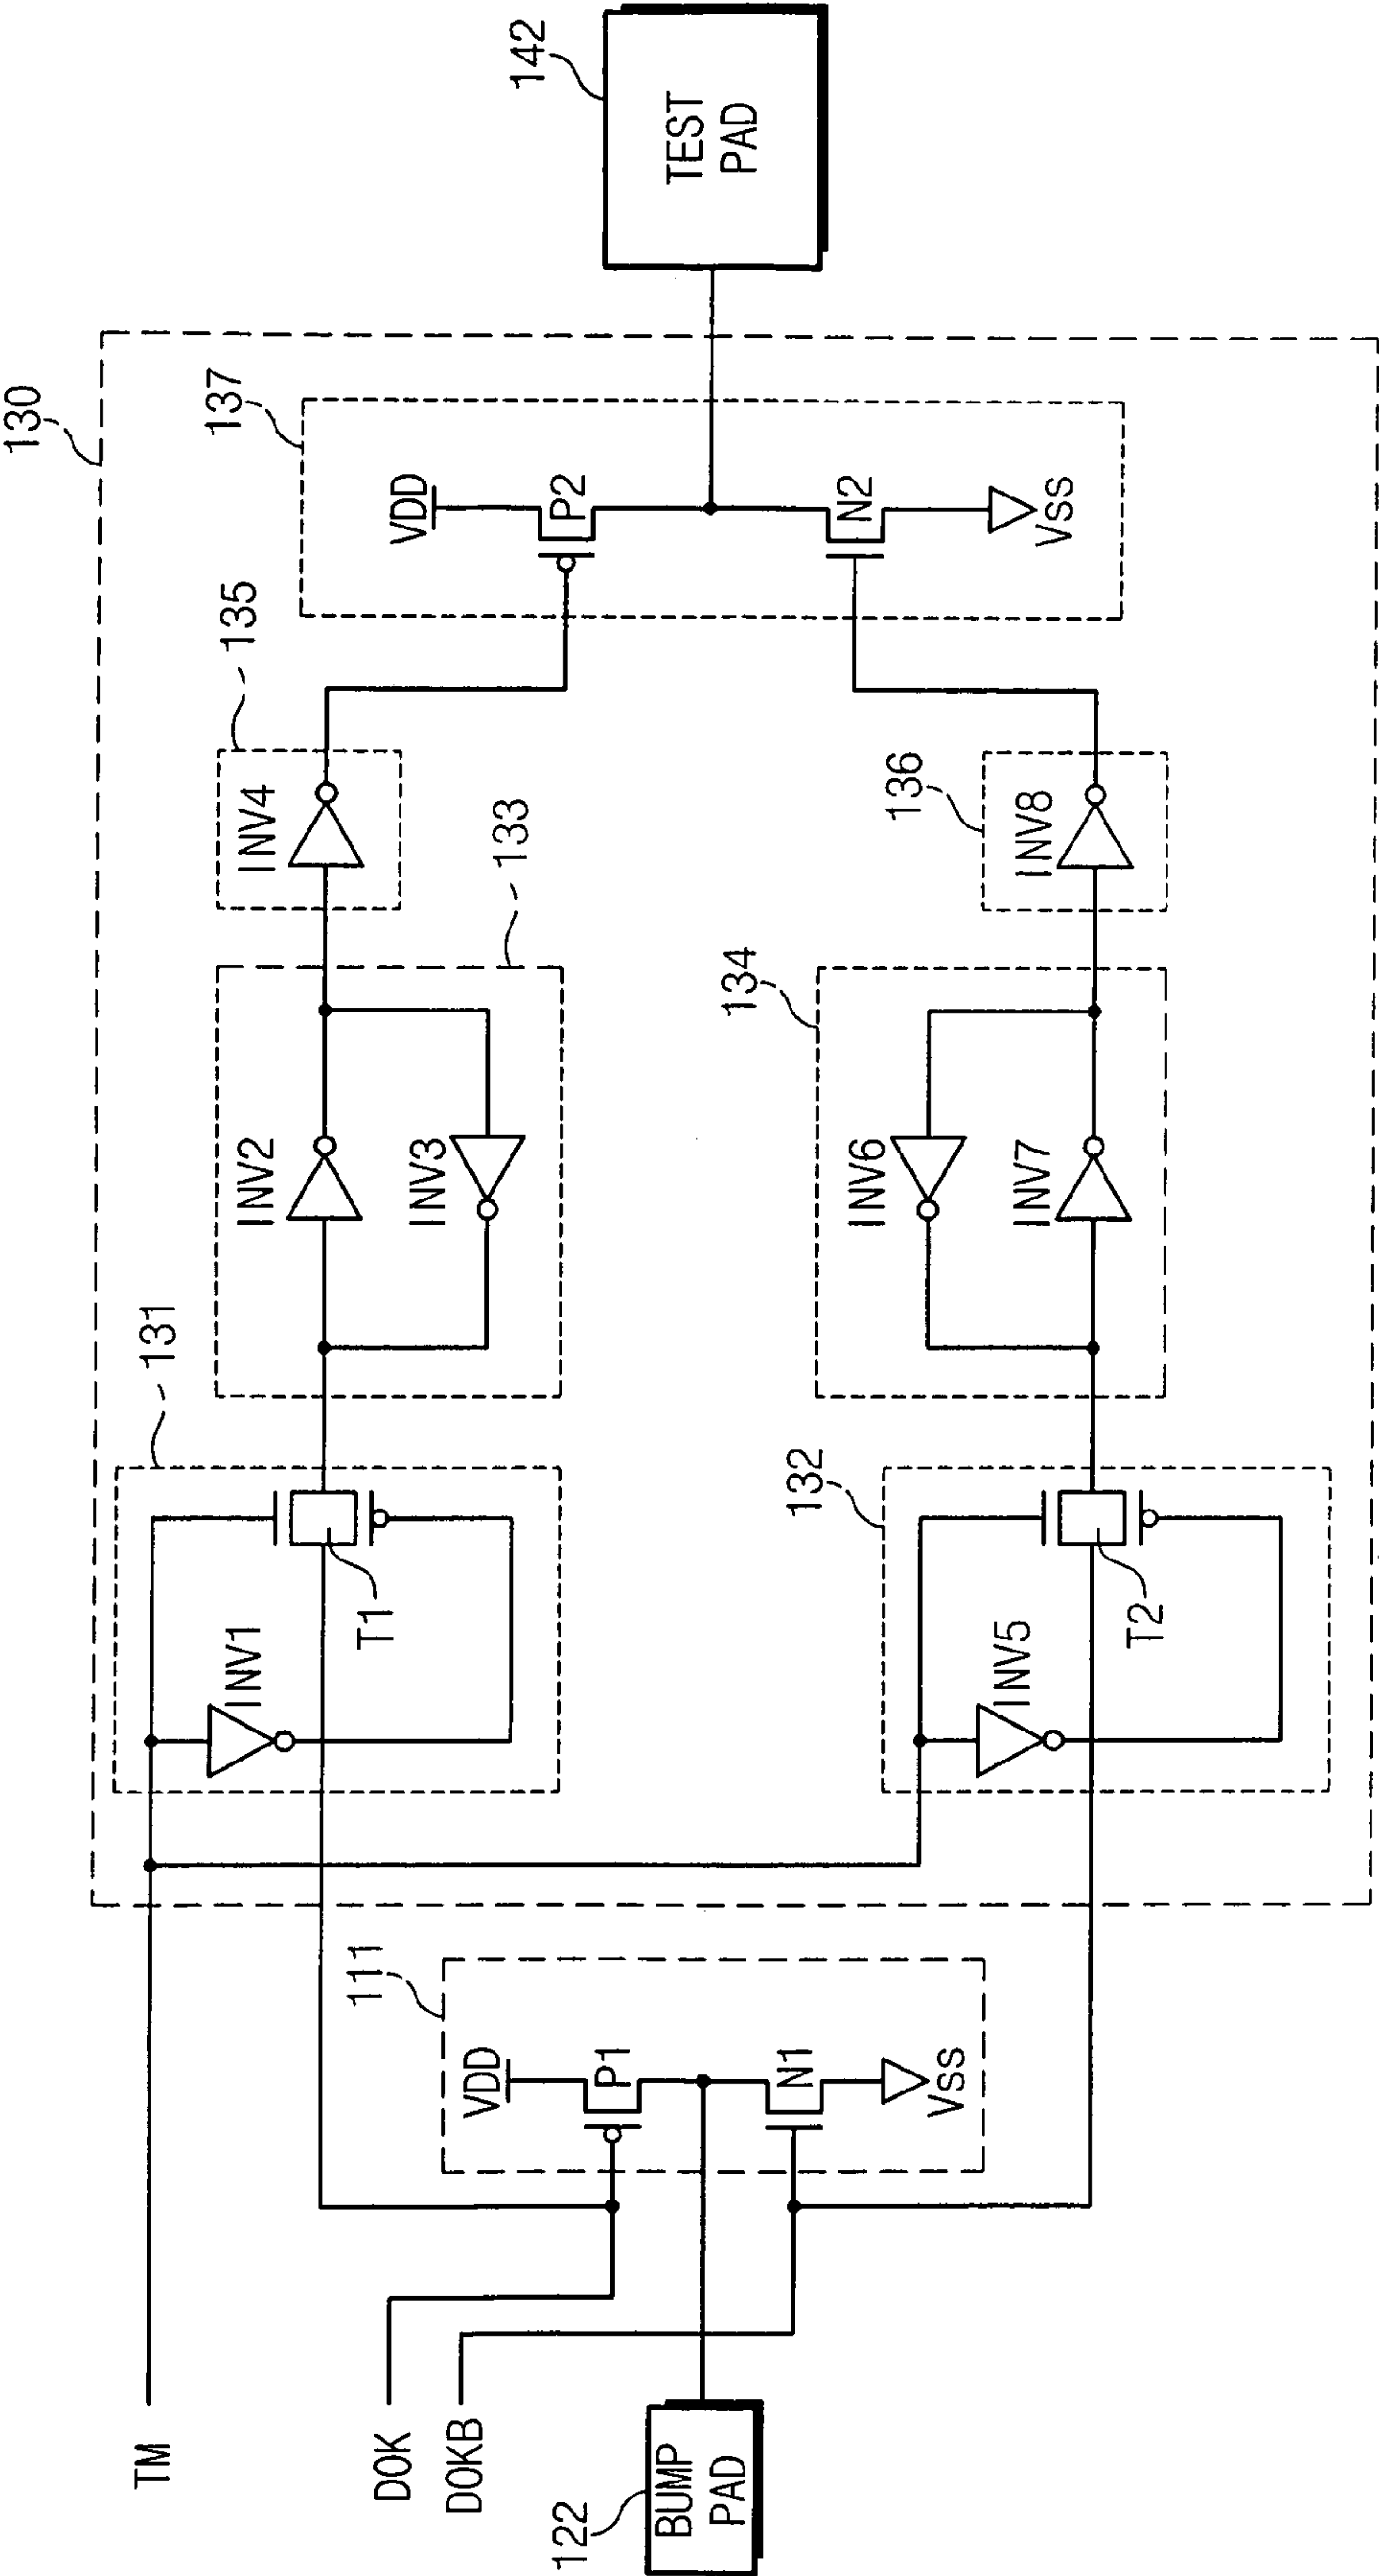 130
142
TEST
PAD
137
VDD
P2
N2
Vss
135
INV4
136
INV8
133
INV2
INV3
134
INV6
INV7
131
INV1
T1
132
INV5
T2
111
VDD
P1
N1
Vss
TM
DOK
DOKB
122
BUMP
PAD